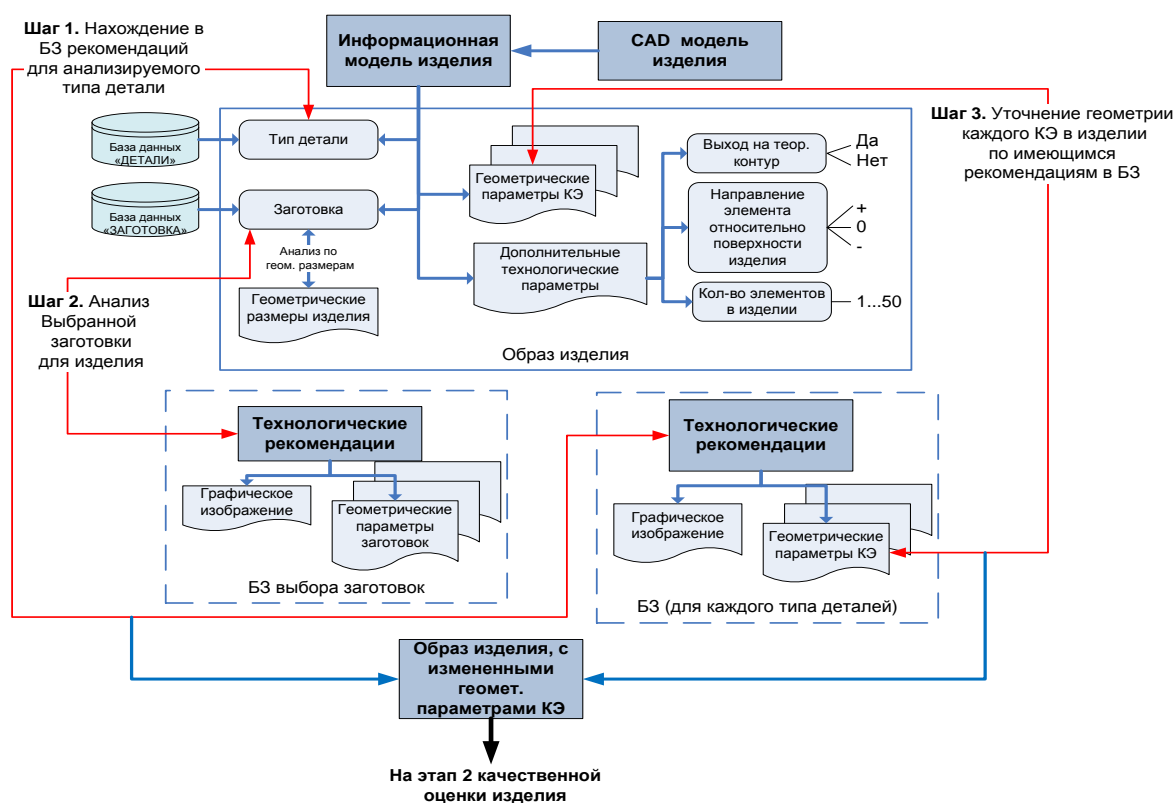 Шаг 1. Нахождение в
БЗ рекомендаций
для анализируемого
типа детали
Информационная
модель изделия
CAD модель
изделия
Шаг 3. Уточнение геометрии
каждого КЭ в изделии
по имеющимся
рекомендациям в БЗ
База данных
«ДЕТАЛИ»
Тип детали
Геометрические
параметры КЭ
Выход на теор.
контур
Да
Нет
База данных
«ЗАГОТОВКА»
Заготовка
Направление
элемента
относительно
поверхности
изделия
+
0
-
Анализ по
геом. размерам
Дополнительные
технологические
параметры
Шаг 2. Анализ
Выбранной
заготовки
для изделия
Геометрические
размеры изделия
Кол-во элементов
в изделии
1...50
Образ изделия
Технологические
рекомендации
Графическое
изображение
Геометрические
параметры
заготовок
БЗ выбора заготовок
Технологические
рекомендации
Графическое
изображение
Геометрические
параметры КЭ
БЗ (для каждого типа деталей)
Образ изделия, с
измененными
геомет.
параметрами КЭ
На этап 2 качественной
оценки изделия